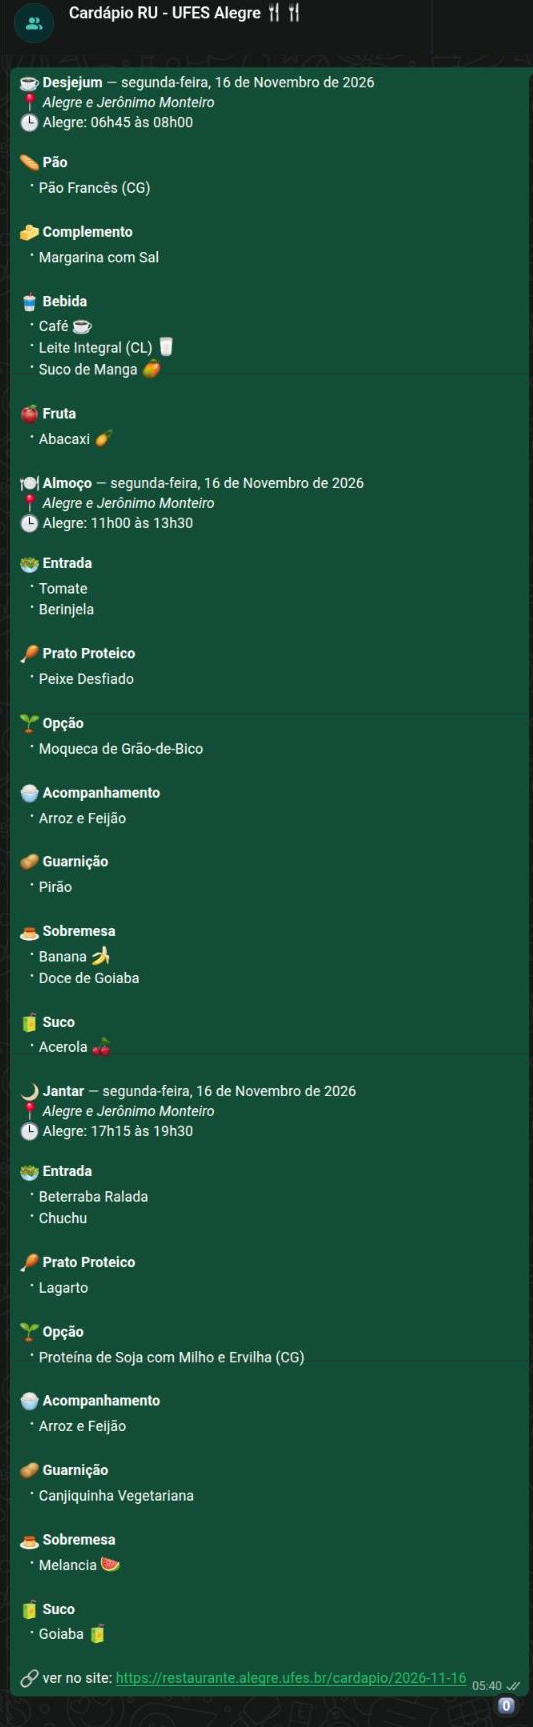 Cardápio RU - UFES Alegre 🍴🍴
☕ Desjejum — segunda-feira, 16 de Novembro de 2026
📍 Alegre e Jerônimo Monteiro
🕒 Alegre: 06h45 às 08h00
🥖 Pão
· Pão Francês (CG)
🧀 Complemento
· Margarina com Sal
🥤 Bebida
· Café ☕
· Leite Integral (CL) 🥛
· Suco de Manga 🥭
🍎 Fruta
· Abacaxi 🍍
🍽️ Almoço — segunda-feira, 16 de Novembro de 2026
📍 Alegre e Jerônimo Monteiro
🕒 Alegre: 11h00 às 13h30
🥗 Entrada
· Tomate
· Berinjela
🍗 Prato Proteico
· Peixe Desfiado
🌱 Opção
· Moqueca de Grão-de-Bico
🍚 Acompanhamento
· Arroz e Feijão
🥔 Guarnição
· Pirão
🍮 Sobremesa
· Banana 🍌
· Doce de Goiaba
🧃 Suco
· Acerola 🍒
🌙 Jantar — segunda-feira, 16 de Novembro de 2026
📍 Alegre e Jerônimo Monteiro
🕒 Alegre: 17h15 às 19h30
🥗 Entrada
· Beterraba Ralada
· Chuchu
🍗 Prato Proteico
· Lagarto
🌱 Opção
· Proteína de Soja com Milho e Ervilha (CG)
🍚 Acompanhamento
· Arroz e Feijão
🥔 Guarnição
· Canjiquinha Vegetariana
🍮 Sobremesa
· Melancia 🍉
🧃 Suco
· Goiaba 🧃
🔗 ver no site: https://restaurante.alegre.ufes.br/cardapio/2026-11-16 05:40
0